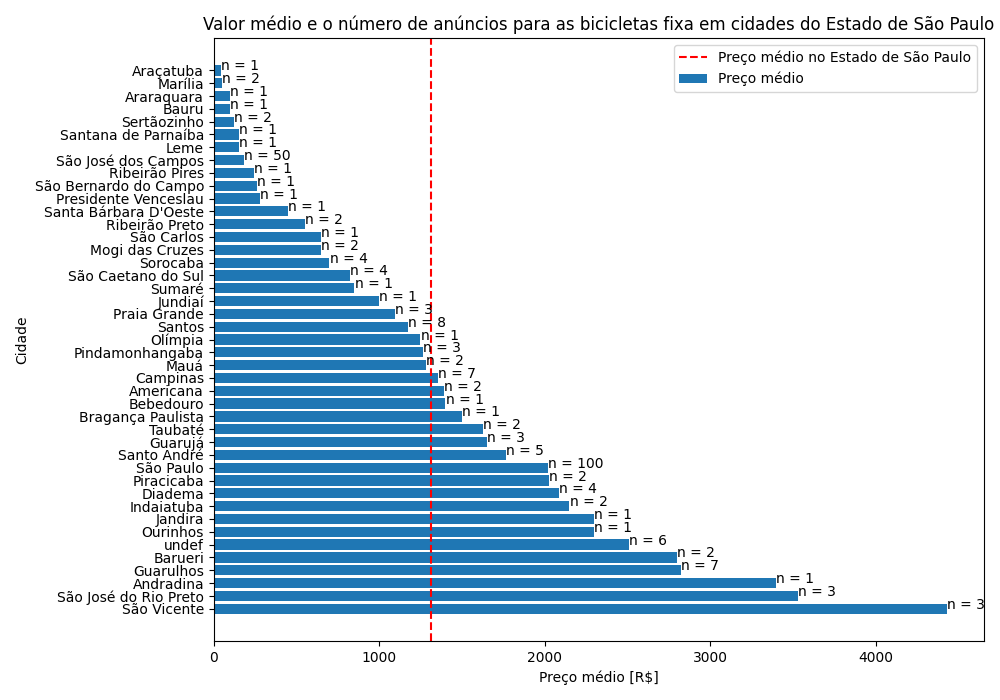 Valor médio e o número de anúncios para as bicicletas fixa em cidades do Estado de São Paulo
Preço médio no Estado de São Paulo
Preço médio
Cidade
Araçatuba n = 1
Marília n = 2
Araraquara n = 1
Bauru n = 1
Sertãozinho n = 2
Santana de Parnaíba n = 1
Leme n = 1
São José dos Campos n = 50
Ribeirão Pires n = 1
São Bernardo do Campo n = 1
Presidente Venceslau n = 1
Santa Bárbara D'Oeste n = 1
Ribeirão Preto n = 2
São Carlos n = 1
Mogi das Cruzes n = 2
Sorocaba n = 4
São Caetano do Sul n = 4
Sumaré n = 1
Jundiaí n = 1
Praia Grande n = 3
Santos n = 8
Olímpia n = 1
Pindamonhangaba n = 3
Mauá n = 2
Campinas n = 7
Americana n = 2
Bebedouro n = 1
Bragança Paulista n = 1
Taubaté n = 2
Guarujá n = 3
Santo André n = 5
São Paulo n = 100
Piracicaba n = 2
Diadema n = 4
Indaiatuba n = 2
Jandira n = 1
Ourinhos n = 1
undef n = 6
Barueri n = 2
Guarulhos n = 7
Andradina n = 1
São José do Rio Preto n = 3
São Vicente n = 3
0 1000 2000 3000 4000
Preço médio [R$]